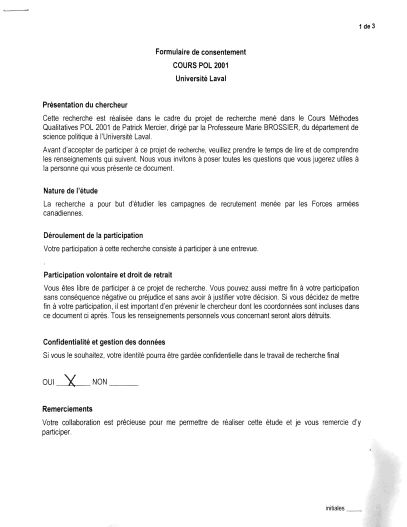 1 de 3
Formulaire de consentement
COURS POL 2001
Université Laval
Présentation du chercheur
Cette recherche est réalisée dans le cadre du projet de recherche mené dans le Cours Méthodes
Qualitatives POL 2001 de Patrick Mercier, dirigé par la Professeure Marie BROSSIER, du département de
science politique à l'Université Laval.
Avant d'accepter de participer à ce projet de recherche, veuillez prendre le temps de lire et de comprendre
les renseignements qui suivent. Nous vous invitons à poser toutes les questions que vous jugerez utiles à
la personne qui vous présente ce document.
Nature de l'étude
La recherche a pour but d'étudier les campagnes de recrutement menée par les Forces armées
canadiennes.
Déroulement de la participation
Votre participation à cette recherche consiste à participer à une entrevue.
.
Participation volontaire et droit de retrait
Vous êtes libre de participer à ce projet de recherche. Vous pouvez aussi mettre fin à votre participation
sans conséquence négative ou préjudice et sans avoir à justifier votre décision. Si vous décidez de mettre
fin à votre participation, il est important d'en prévenir le chercheur dont les coordonnées sont incluses dans
ce document ci après. Tous les renseignements personnels vous concernant seront alors détruits.
Confidentialité et gestion des données
Si vous le souhaitez, votre identité pourra être gardée confidentielle dans le travail de recherche final
OUI __X__ NON _____
Remerciements
Votre collaboration est précieuse pour me permettre de réaliser cette étude et je vous remercie d'y
participer.
initiales ____